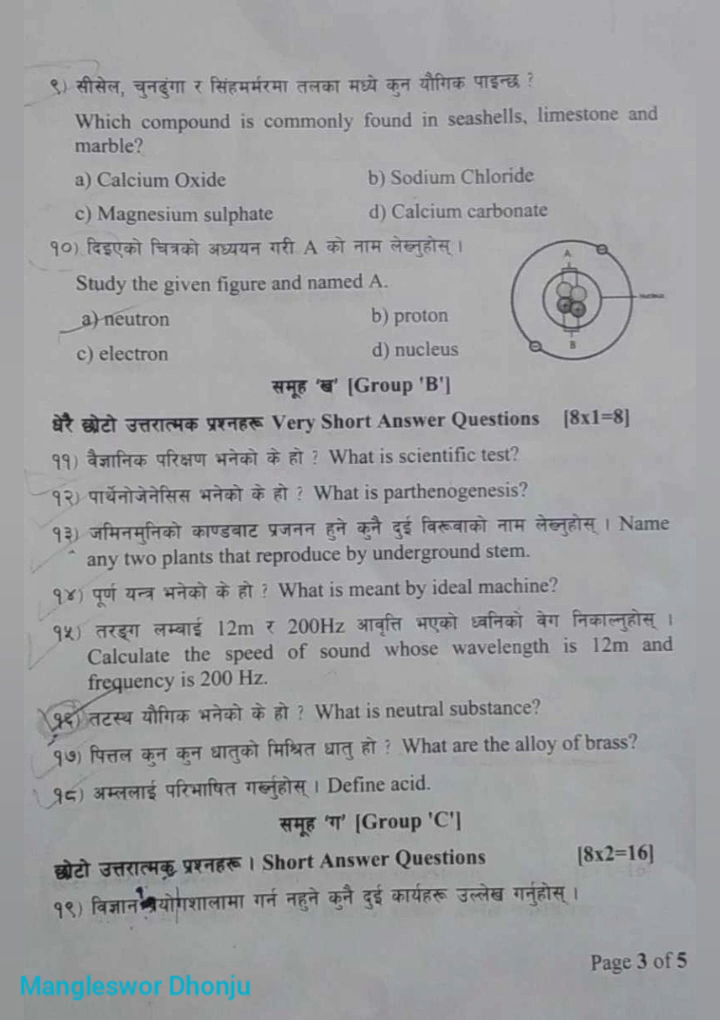 ९) सीसेल, चुनढुंगा र सिंहमर्मरमा तलका मध्ये कुन यौगिक पाइन्छ ?
Which compound is commonly found in seashells, limestone and
marble?
a) Calcium Oxide b) Sodium Chloride
c) Magnesium sulphate d) Calcium carbonate
१०) दिइएको चित्रको अध्ययन गरी A को नाम लेख्नुहोस् ।
Study the given figure and named A.
A
a) neutron b) proton
B
c) electron d) nucleus
समूह 'ख' [Group 'B']
धेरै छोटो उत्तरात्मक प्रश्नहरू Very Short Answer Questions [8x1=8]
११) वैज्ञानिक परिक्षण भनेको के हो ? What is scientific test?
१२) पार्थेनोजेनेसिस भनेको के हो ? What is parthenogenesis?
१३) जमिनमुनिको काण्डबाट प्रजनन हुने कुनै दुई विरूवाको नाम लेख्नुहोस् । Name
any two plants that reproduce by underground stem.
१४) पूर्ण यन्त्र भनेको के हो ? What is meant by ideal machine?
१५) तरङ्ग लम्बाई 12m र 200Hz आवृत्ति भएको ध्वनिको वेग निकाल्नुहोस् ।
Calculate the speed of sound whose wavelength is 12m and
frequency is 200 Hz.
१६) तटस्थ यौगिक भनेको के हो ? What is neutral substance?
१७) पित्तल कुन कुन धातुको मिश्रित धातु हो ? What are the alloy of brass?
१८) अम्ललाई परिभाषित गर्नुहोस् । Define acid.
समूह 'ग' [Group 'C']
छोटो उत्तरात्मक प्रश्नहरू । Short Answer Questions [8x2=16]
१९) विज्ञान प्रयोगशालामा गर्न नहुने कुनै दुई कार्यहरू उल्लेख गर्नुहोस् ।
Page 3 of 5
Mangleswor Dhonju